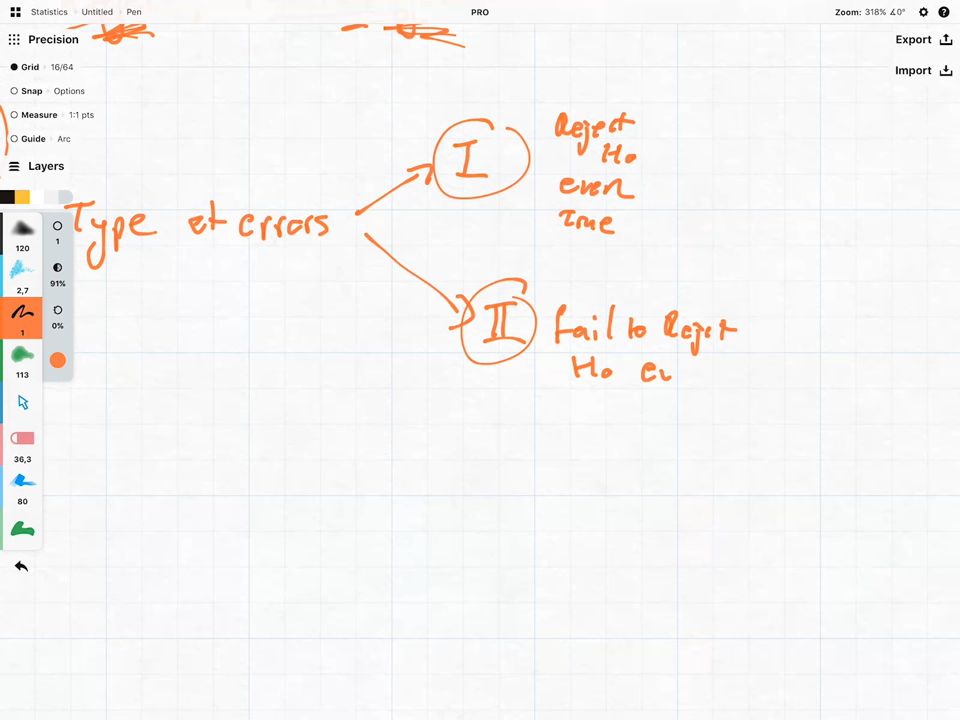 Statistics › Untitled › Pen
PRO
Zoom: 318% ∡0°
Precision
Export
Grid › 16/64
Import
Snap › Options
Measure › 1:1 pts
Guide › Arc
Layers
120
1
91%
2,7
0%
1
113
36,3
80
Type of errors
I
Reject
Ho
even
True
II
Fail to Reject
Ho ev